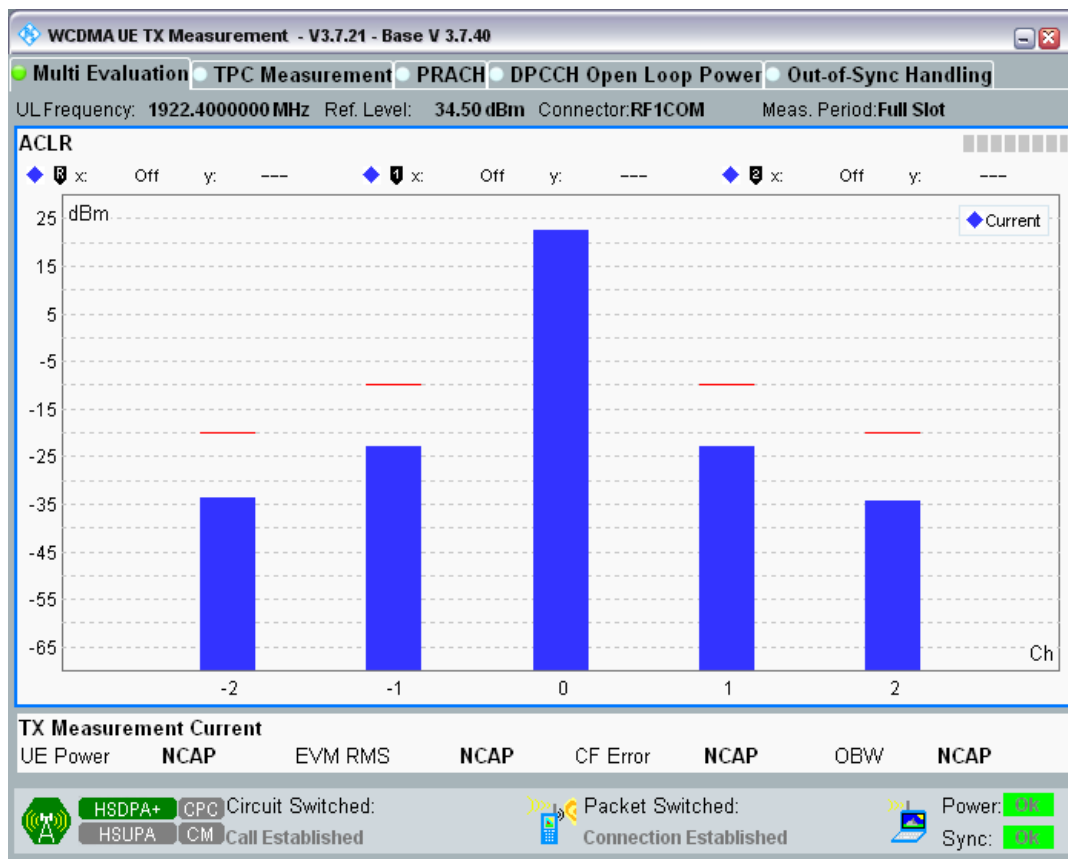 WCDMA UE TX Measurement - V3.7.21 - Base V 3.7.40
Multi Evaluation TPC Measurement PRACH DPCCH Open Loop Power Out-of-Sync Handling
UL Frequency: 1922.4000000 MHz Ref. Level: 34.50 dBm Connector:RF1COM Meas. Period:Full Slot
ACLR
R x: Off y: --- 1 x: Off y: --- 2 x: Off y: ---
25 dBm Current
15
5
-5
-15
-25
-35
-45
-55
-65
Ch
-2 -1 0 1 2
TX Measurement Current
UE Power NCAP EVM RMS NCAP CF Error NCAP OBW NCAP
HSDPA+ CPC Circuit Switched: Packet Switched: Power: OK
HSUPA CM Call Established Connection Established Sync: OK